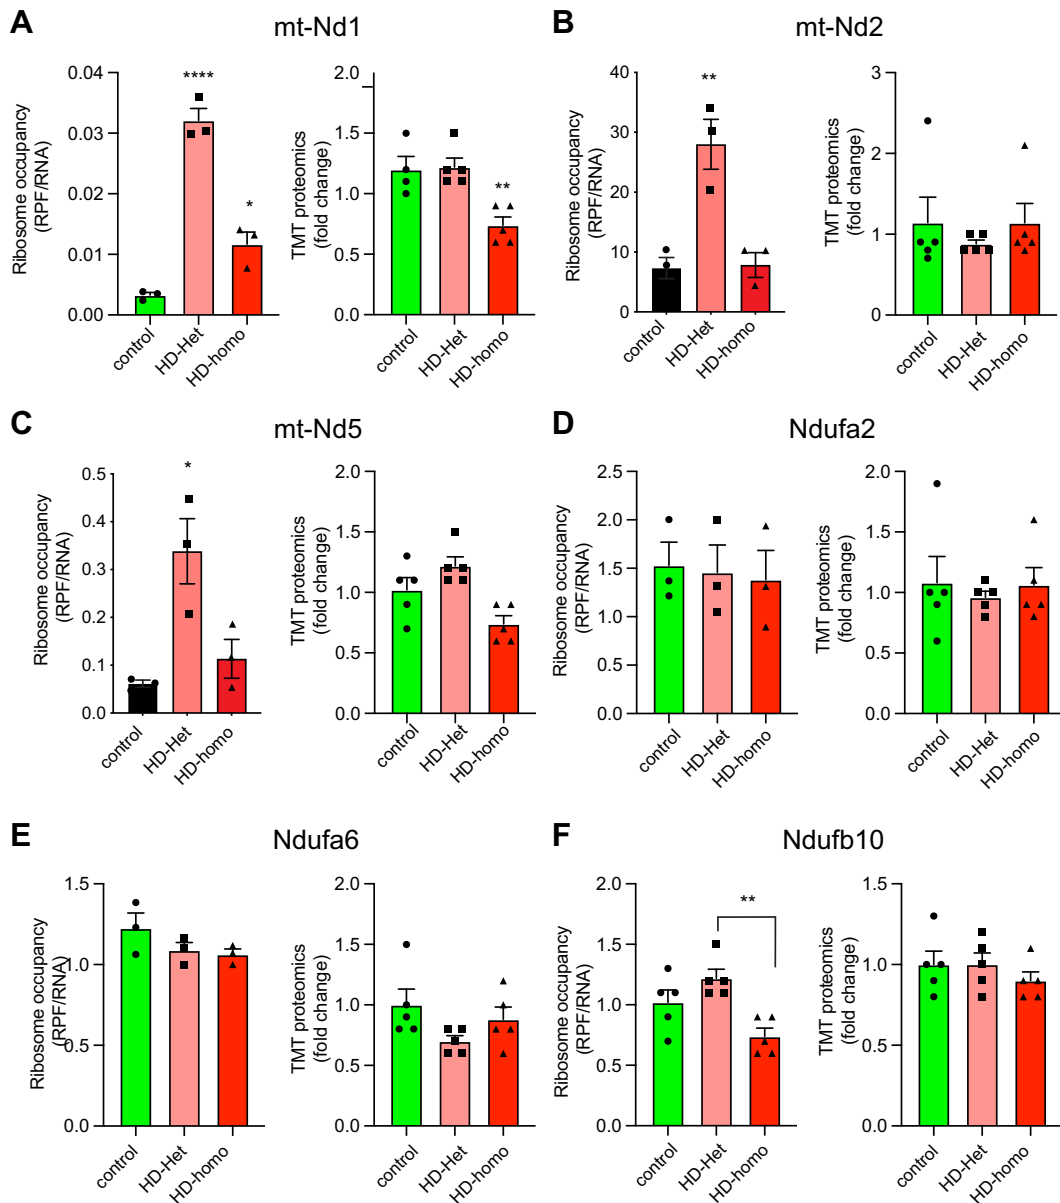 A
mt-Nd1
Ribosome occupancy
(RPF/RNA)
0.04
0.03
0.02
0.01
0.00
****
*
control
HD-Het
HD-homo
TMT proteomics
(fold change)
2.0
1.5
1.0
0.5
0.0
**
control
HD-Het
HD-homo
B
mt-Nd2
Ribosome occupancy
(RPF/RNA)
40
30
20
10
0
**
control
HD-Het
HD-homo
TMT proteomics
(fold change)
3
2
1
0
control
HD-Het
HD-homo
C
mt-Nd5
Ribosome occupancy
(RPF/RNA)
0.5
0.4
0.3
0.2
0.1
0.0
*
control
HD-Het
HD-homo
TMT proteomics
(fold change)
2.0
1.5
1.0
0.5
0.0
control
HD-Het
HD-homo
D
Ndufa2
Ribosome occupancy
(RPF/RNA)
2.5
2.0
1.5
1.0
0.5
0.0
control
HD-Het
HD-homo
TMT proteomics
(fold change)
2.0
1.5
1.0
0.5
0.0
control
HD-Het
HD-homo
E
Ndufa6
Ribosome occupancy
(RPF/RNA)
1.5
1.0
0.5
0.0
control
HD-Het
HD-homo
TMT proteomics
(fold change)
2.0
1.5
1.0
0.5
0.0
control
HD-Het
HD-homo
F
Ndufb10
Ribosome occupancy
(RPF/RNA)
2.0
1.5
1.0
0.5
0.0
**
control
HD-Het
HD-homo
TMT proteomics
(fold change)
1.5
1.0
0.5
0.0
control
HD-Het
HD-homo